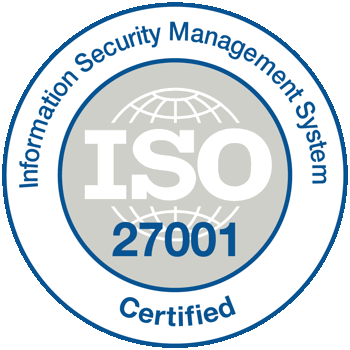 Information Security Management System
ISO
27001
Certified